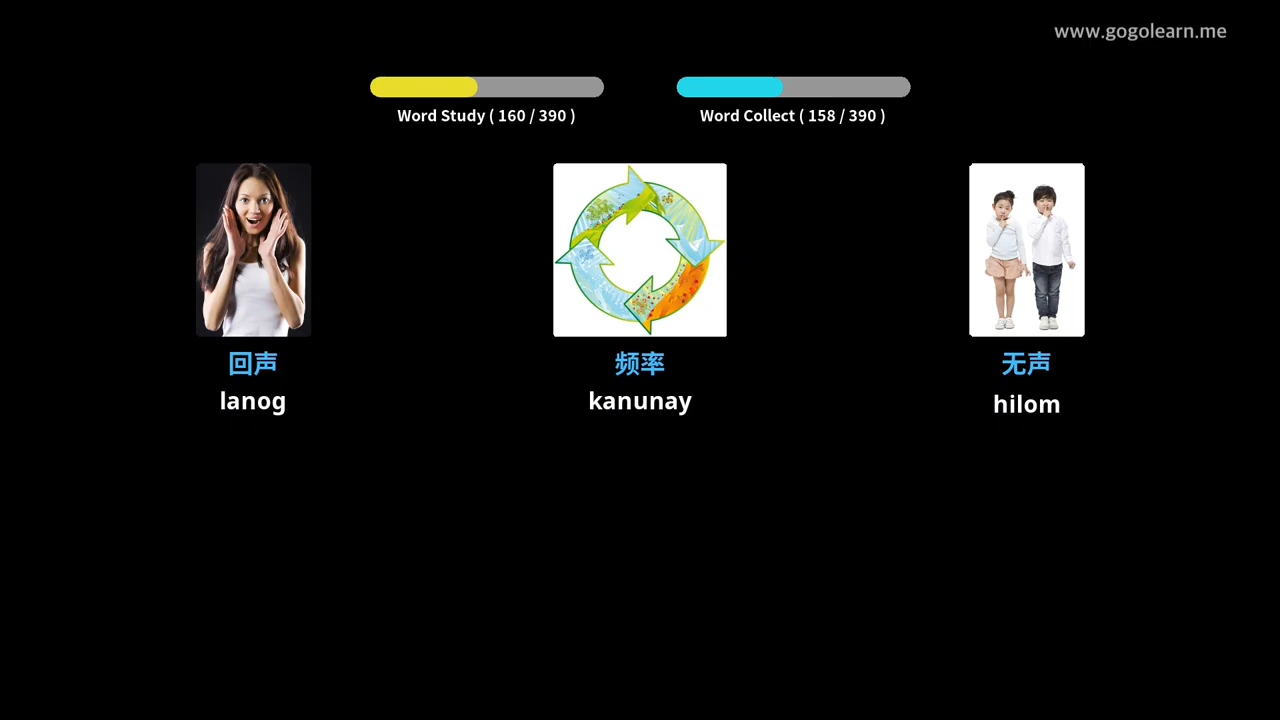 www.gogolearn.me
Word Study ( 160 / 390 )
Word Collect ( 158 / 390 )
回声
频率
无声
lanog
kanunay
hilom